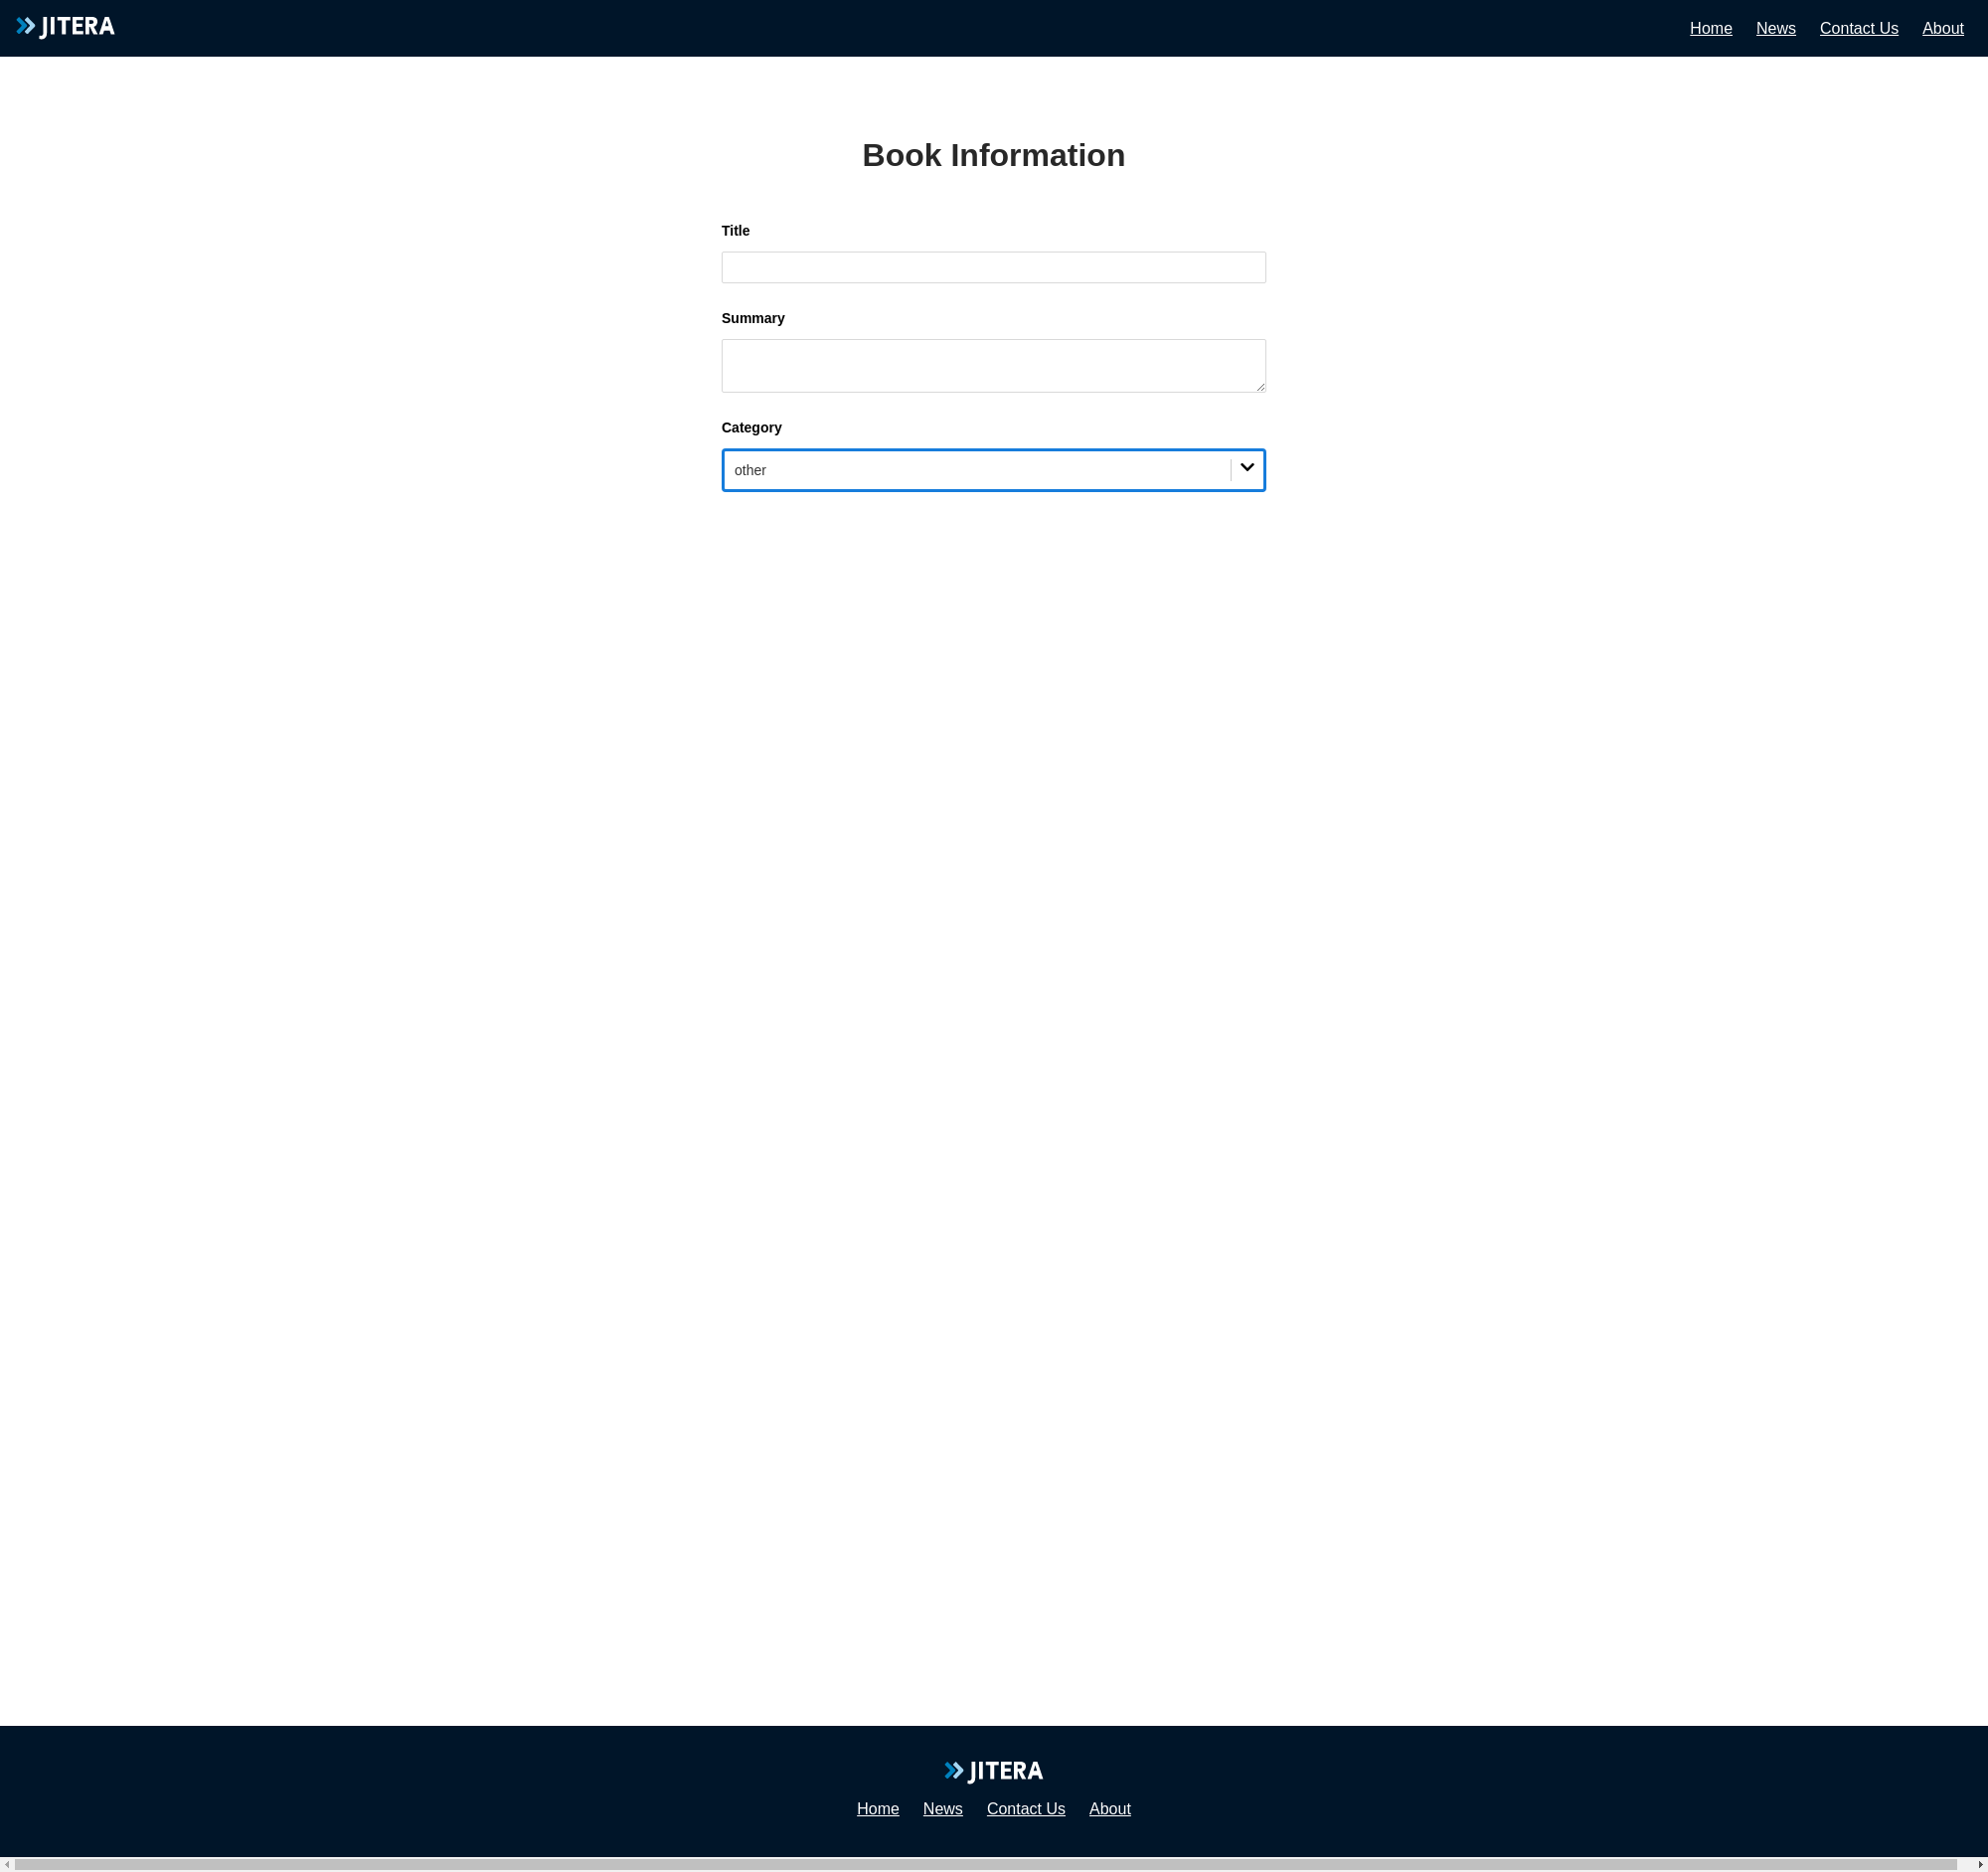 JITERA
Home News Contact Us About
Book Information
Title
Summary
Category
other
JITERA
Home News Contact Us About